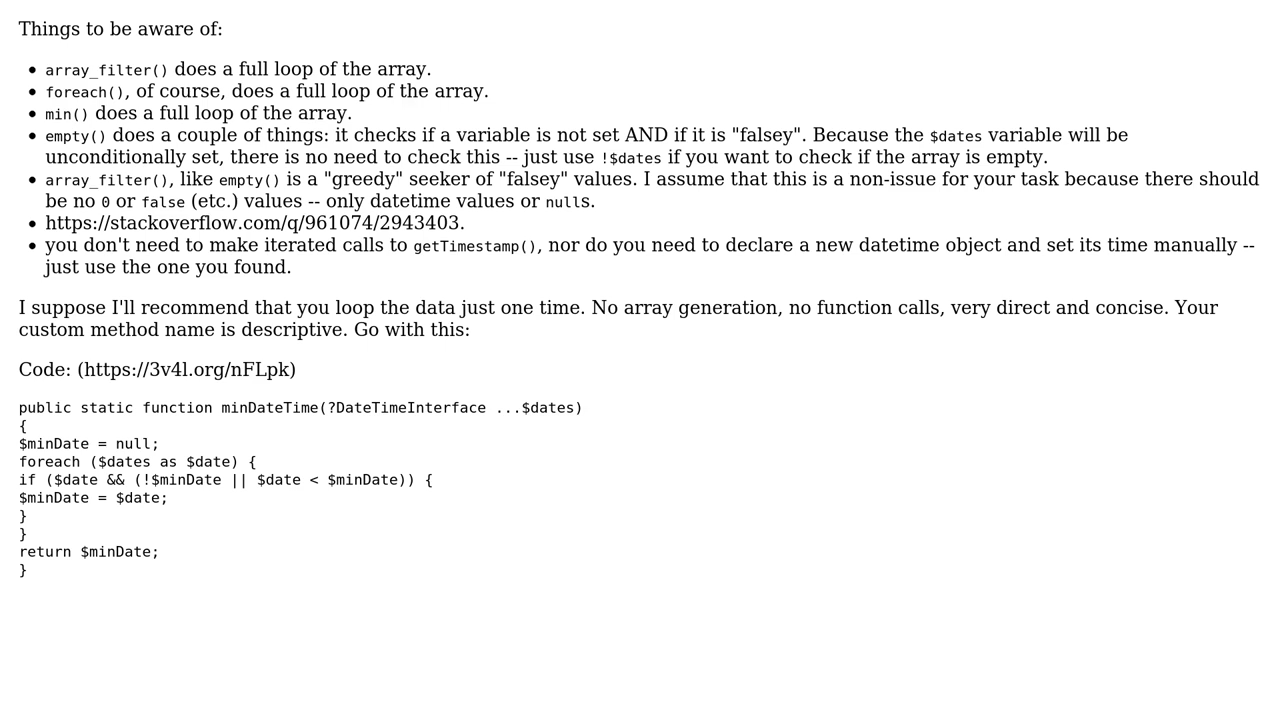 Things to be aware of:
array_filter() does a full loop of the array.
foreach(), of course, does a full loop of the array.
min() does a full loop of the array.
empty() does a couple of things: it checks if a variable is not set AND if it is "falsey". Because the $dates variable will be
unconditionally set, there is no need to check this -- just use !$dates if you want to check if the array is empty.
array_filter(), like empty() is a "greedy" seeker of "falsey" values. I assume that this is a non-issue for your task because there should
be no 0 or false (etc.) values -- only datetime values or nulls.
https://stackoverflow.com/q/961074/2943403.
you don't need to make iterated calls to getTimestamp(), nor do you need to declare a new datetime object and set its time manually --
just use the one you found.
I suppose I'll recommend that you loop the data just one time. No array generation, no function calls, very direct and concise. Your
custom method name is descriptive. Go with this:
Code: (https://3v4l.org/nFLpk)
public static function minDateTime(?DateTimeInterface ...$dates)
{
$minDate = null;
foreach ($dates as $date) {
if ($date && (!$minDate || $date < $minDate)) {
$minDate = $date;
}
}
return $minDate;
}